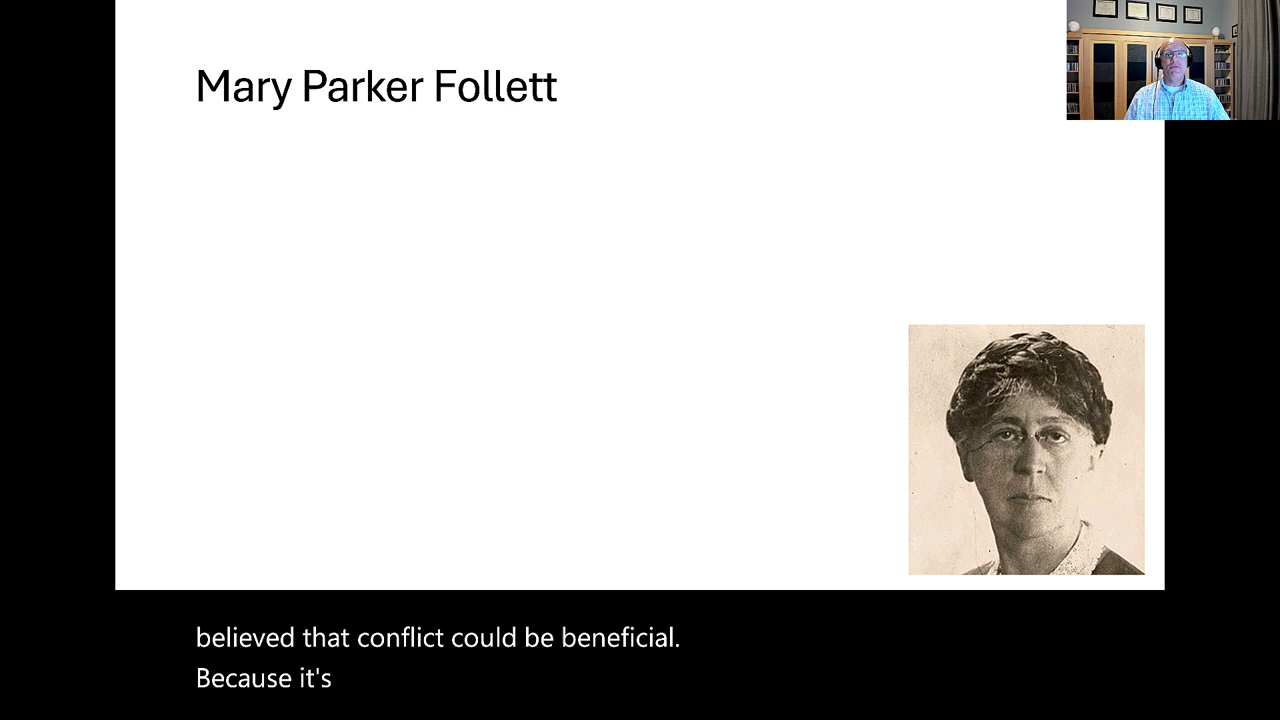 Mary Parker Follett
believed that conflict could be beneficial.
Because it's